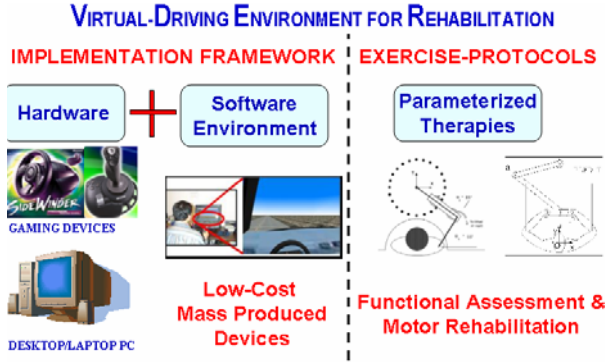 VIRTUAL-DRIVING ENVIRONMENT FOR REHABILITATION
IMPLEMENTATION FRAMEWORK
EXERCISE-PROTOCOLS
Hardware
Software
Environment
Parameterized
Therapies
SIDEWINDER
GAMING DEVICES
a
Low-Cost
Mass Produced
Devices
DESKTOP/LAPTOP PC
Functional Assessment &
Motor Rehabilitation